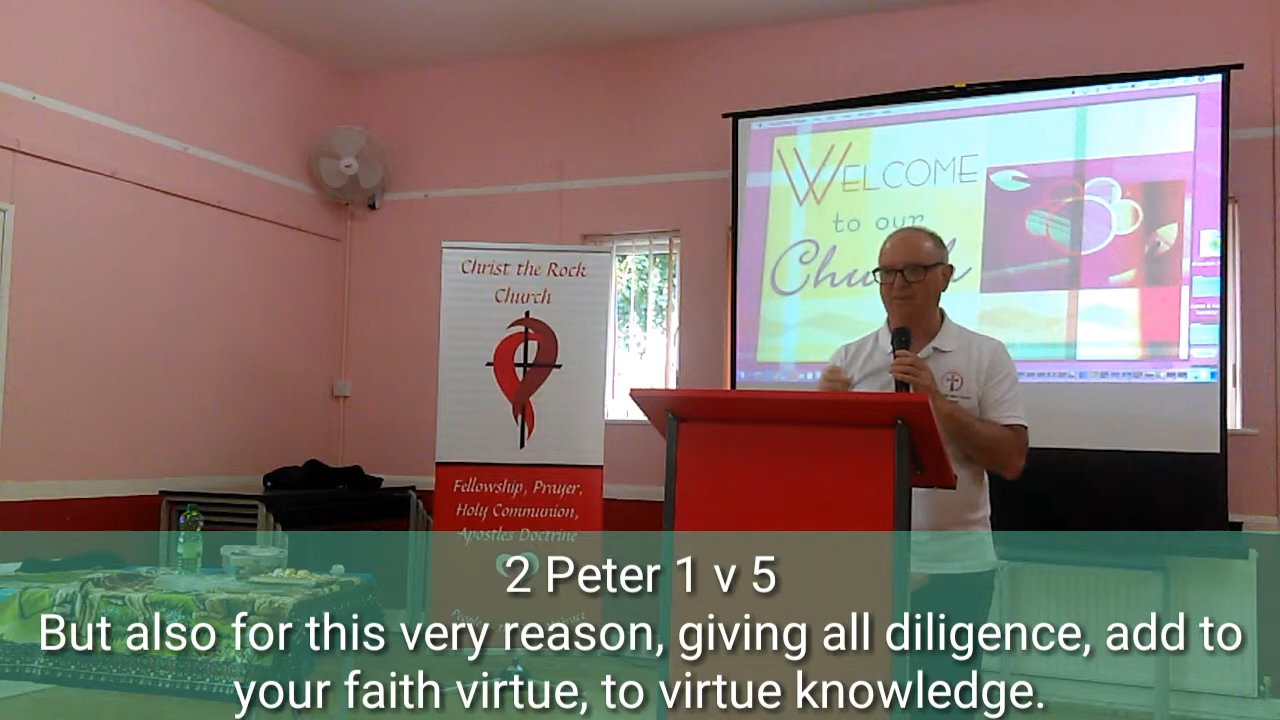 WELCOME
to our
Church
Christ the Rock
Church
Fellowship, Prayer,
Holy Communion,
Apostles Doctrine
2 Peter 1 v 5
But also for this very reason, giving all diligence, add to
your faith virtue, to virtue knowledge.